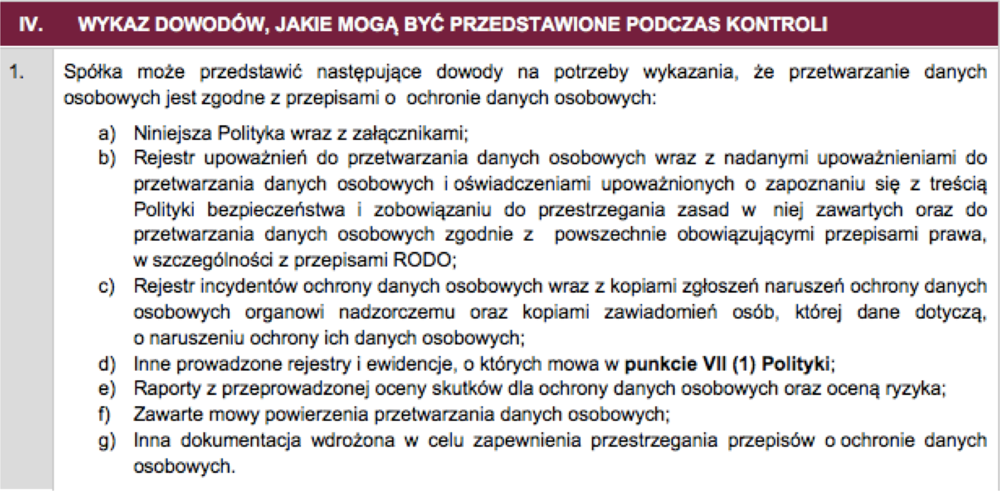 IV. WYKAZ DOWODÓW, JAKIE MOGĄ BYĆ PRZEDSTAWIONE PODCZAS KONTROLI
1. Spółka może przedstawić następujące dowody na potrzeby wykazania, że przetwarzanie danych
osobowych jest zgodne z przepisami o ochronie danych osobowych:
a) Niniejsza Polityka wraz z załącznikami;
b) Rejestr upoważnień do przetwarzania danych osobowych wraz z nadanymi upoważnieniami do
przetwarzania danych osobowych i oświadczeniami upoważnionych o zapoznaniu się z treścią
Polityki bezpieczeństwa i zobowiązaniu do przestrzegania zasad w niej zawartych oraz do
przetwarzania danych osobowych zgodnie z powszechnie obowiązującymi przepisami prawa,
w szczególności z przepisami RODO;
c) Rejestr incydentów ochrony danych osobowych wraz z kopiami zgłoszeń naruszeń ochrony danych
osobowych organowi nadzorczemu oraz kopiami zawiadomień osób, której dane dotyczą,
o naruszeniu ochrony ich danych osobowych;
d) Inne prowadzone rejestry i ewidencje, o których mowa w punkcie VII (1) Polityki;
e) Raporty z przeprowadzonej oceny skutków dla ochrony danych osobowych oraz oceną ryzyka;
f) Zawarte mowy powierzenia przetwarzania danych osobowych;
g) Inna dokumentacja wdrożona w celu zapewnienia przestrzegania przepisów o ochronie danych
osobowych.